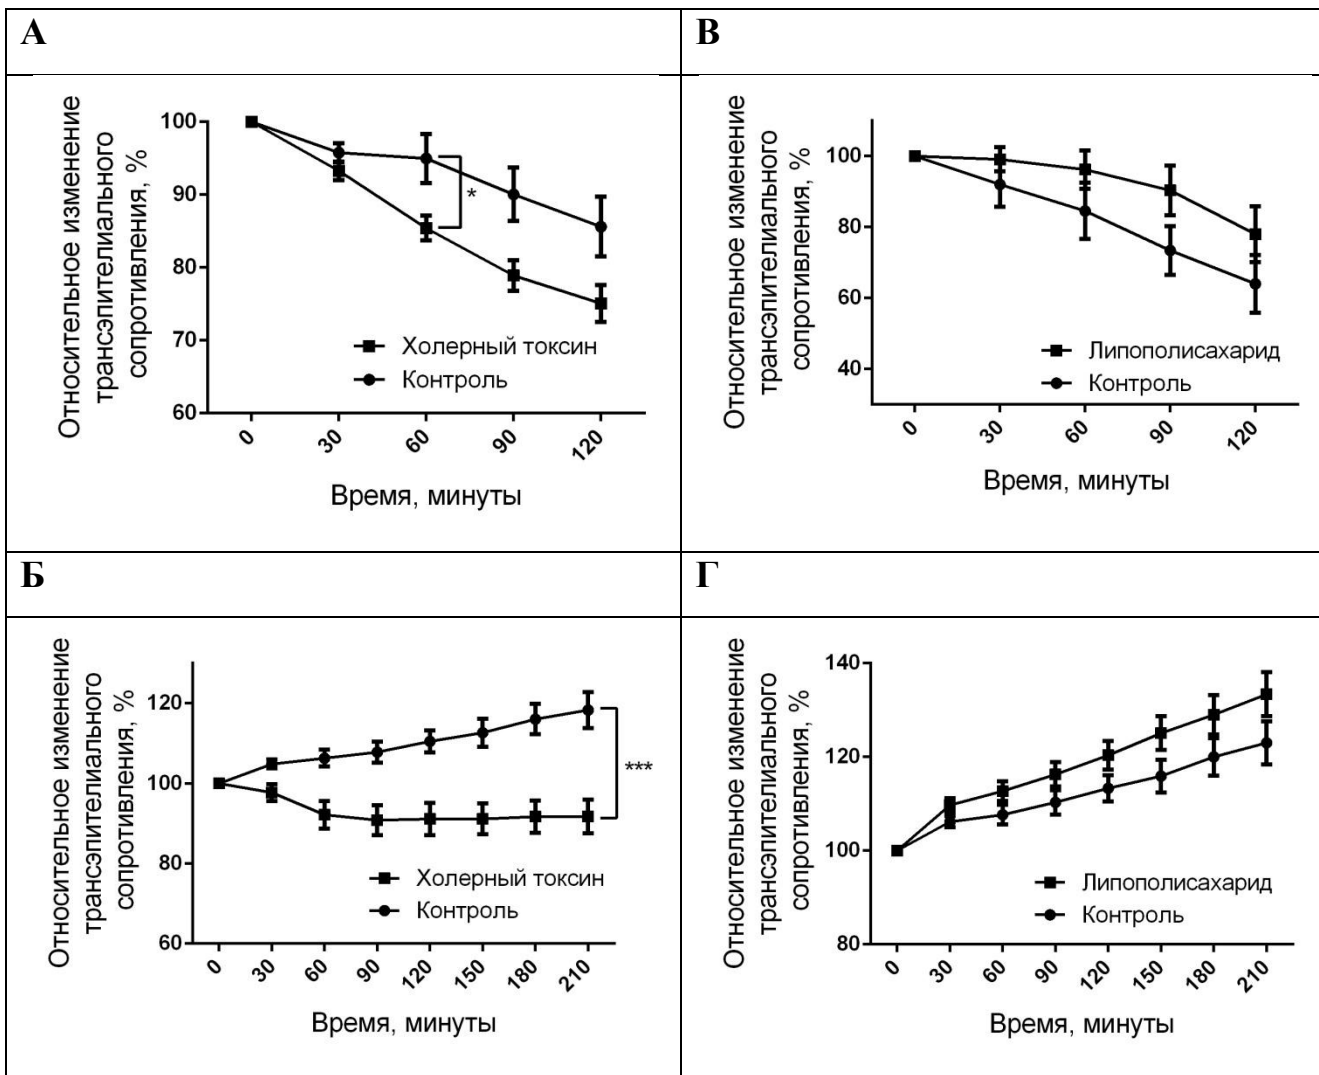 А
Относительное изменение
трансэпителиального
сопротивления, %
100
90
80
70
60
*
Холерный токсин
Контроль
0
30
60
90
120
Время, минуты
В
Относительное изменение
трансэпителиального
сопротивления, %
100
80
60
40
Липополисахарид
Контроль
0
30
60
90
120
Время, минуты
Б
Относительное изменение
трансэпителиального
сопротивления, %
120
100
80
60
***
Холерный токсин
Контроль
0
30
60
90
120
150
180
210
Время, минуты
Г
Относительное изменение
трансэпителиального
сопротивления, %
140
120
100
80
Липополисахарид
Контроль
0
30
60
90
120
150
180
210
Время, минуты